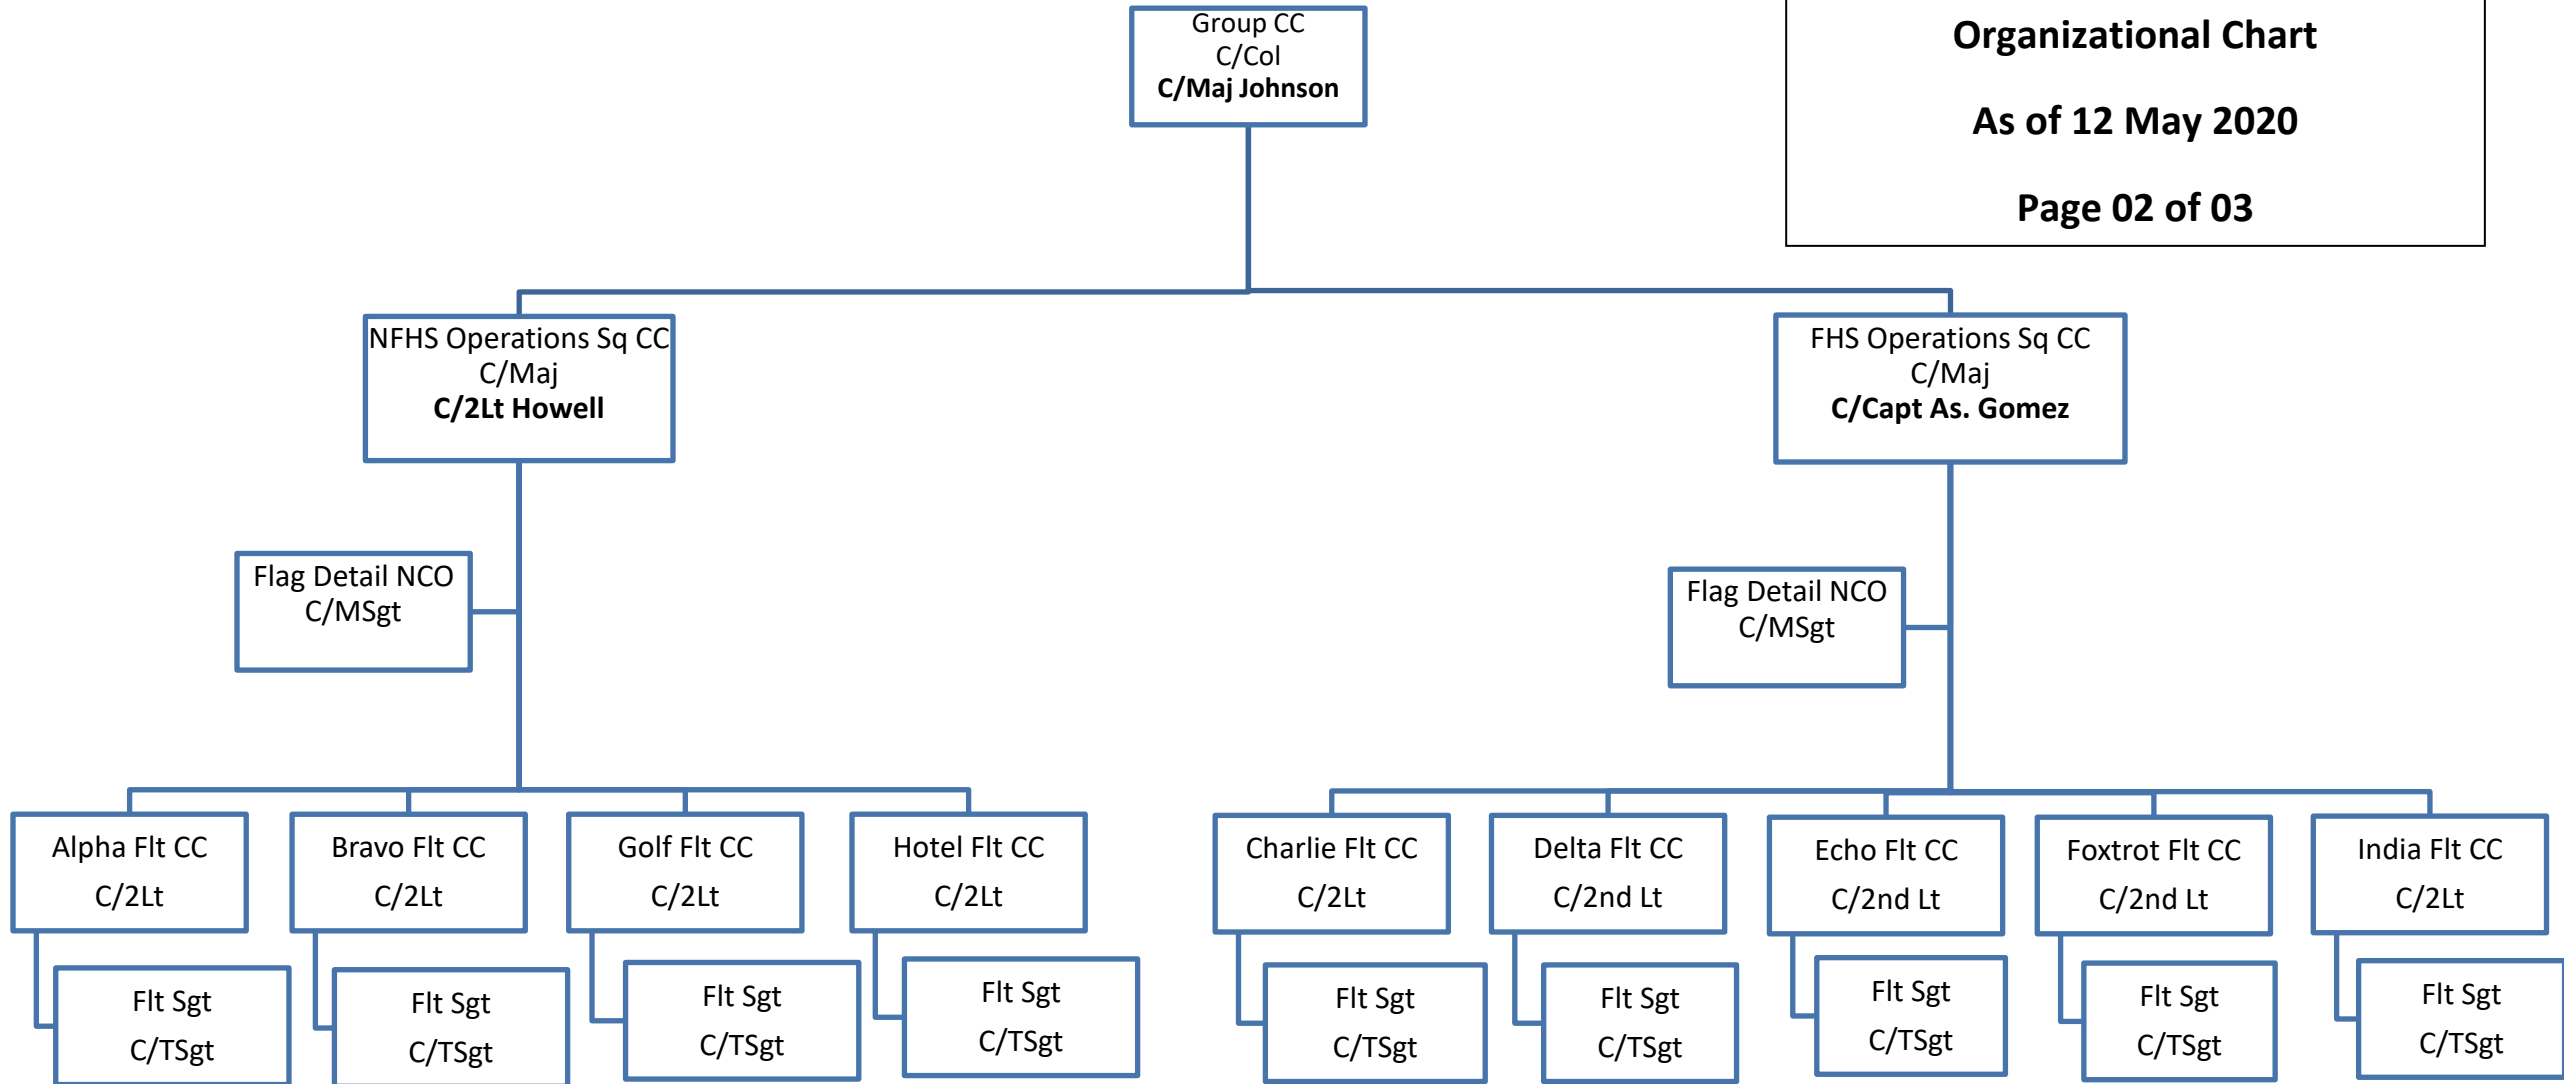 Organizational Chart
As of 12 May 2020
Page 02 of 03
Group CC
C/Col
C/Maj Johnson
NFHS Operations Sq CC
C/Maj
C/2Lt Howell
FHS Operations Sq CC
C/Maj
C/Capt As. Gomez
Flag Detail NCO
C/MSgt
Flag Detail NCO
C/MSgt
Alpha Flt CC
C/2Lt
Bravo Flt CC
C/2Lt
Golf Flt CC
C/2Lt
Hotel Flt CC
C/2Lt
Charlie Flt CC
C/2Lt
Delta Flt CC
C/2nd Lt
Echo Flt CC
C/2nd Lt
Foxtrot Flt CC
C/2nd Lt
India Flt CC
C/2Lt
Flt Sgt
C/TSgt
Flt Sgt
C/TSgt
Flt Sgt
C/TSgt
Flt Sgt
C/TSgt
Flt Sgt
C/TSgt
Flt Sgt
C/TSgt
Flt Sgt
C/TSgt
Flt Sgt
C/TSgt
Flt Sgt
C/TSgt